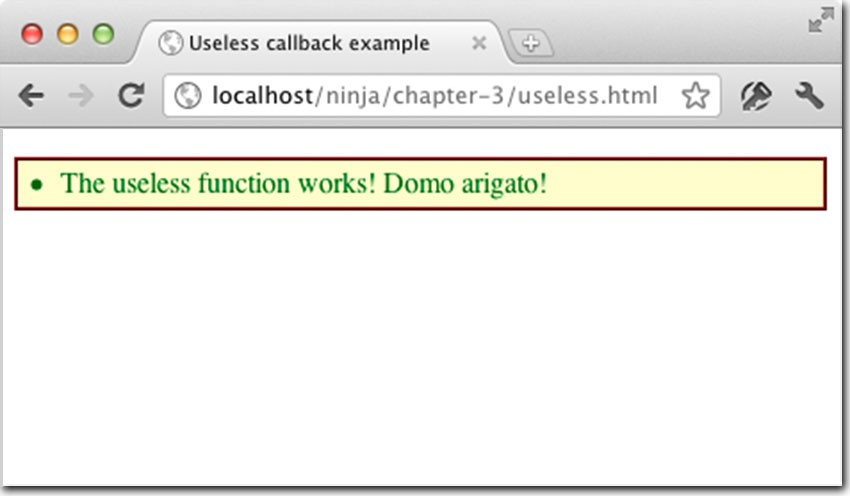 Useless callback example
localhost/ninja/chapter-3/useless.html
• The useless function works! Domo arigato!